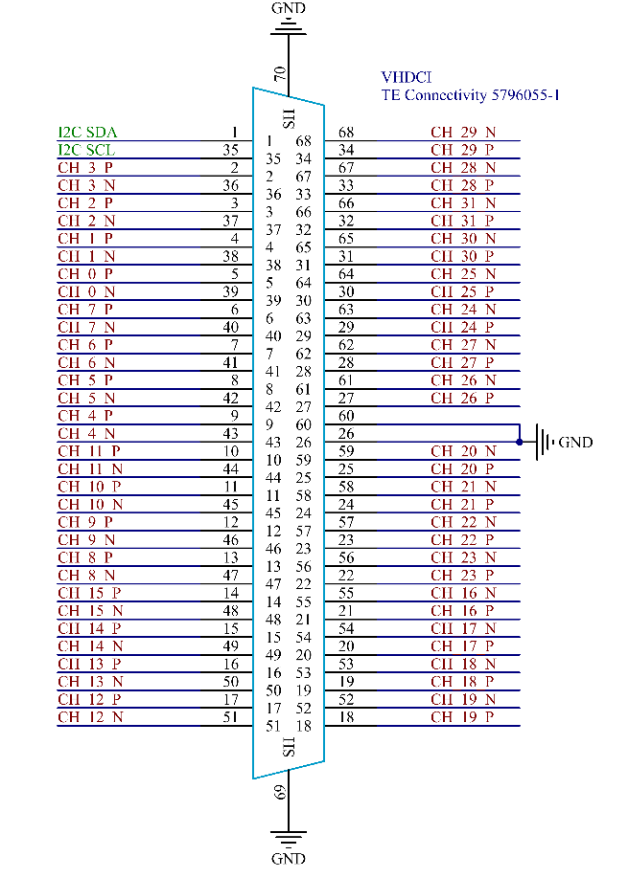 GND
70
VHDCI
TE Connectivity 5796055-1
SH
I2C SDA 1 1 68 68 CH 29 N
I2C SCL 35 35 34 34 CH 29 P
CH 3 P 2 2 67 67 CH 28 N
CH 3 N 36 36 33 33 CH 28 P
CH 2 P 3 3 66 66 CH 31 N
CH 2 N 37 37 32 32 CH 31 P
CH 1 P 4 4 65 65 CH 30 N
CH 1 N 38 38 31 31 CH 30 P
CH 0 P 5 5 64 64 CH 25 N
CH 0 N 39 39 30 30 CH 25 P
CH 7 P 6 6 63 63 CH 24 N
CH 7 N 40 40 29 29 CH 24 P
CH 6 P 7 7 62 62 CH 27 N
CH 6 N 41 41 28 28 CH 27 P
CH 5 P 8 8 61 61 CH 26 N
CH 5 N 42 42 27 27 CH 26 P
CH 4 P 9 9 60 60
CH 4 N 43 43 26 26 GND
CH 11 P 10 10 59 59 CH 20 N
CH 11 N 44 44 25 25 CH 20 P
CH 10 P 11 11 58 58 CH 21 N
CH 10 N 45 45 24 24 CH 21 P
CH 9 P 12 12 57 57 CH 22 N
CH 9 N 46 46 23 23 CH 22 P
CH 8 P 13 13 56 56 CH 23 N
CH 8 N 47 47 22 22 CH 23 P
CH 15 P 14 14 55 55 CH 16 N
CH 15 N 48 48 21 21 CH 16 P
CH 14 P 15 15 54 54 CH 17 N
CH 14 N 49 49 20 20 CH 17 P
CH 13 P 16 16 53 53 CH 18 N
CH 13 N 50 50 19 19 CH 18 P
CH 12 P 17 17 52 52 CH 19 N
CH 12 N 51 51 18 18 CH 19 P
SH
69
GND